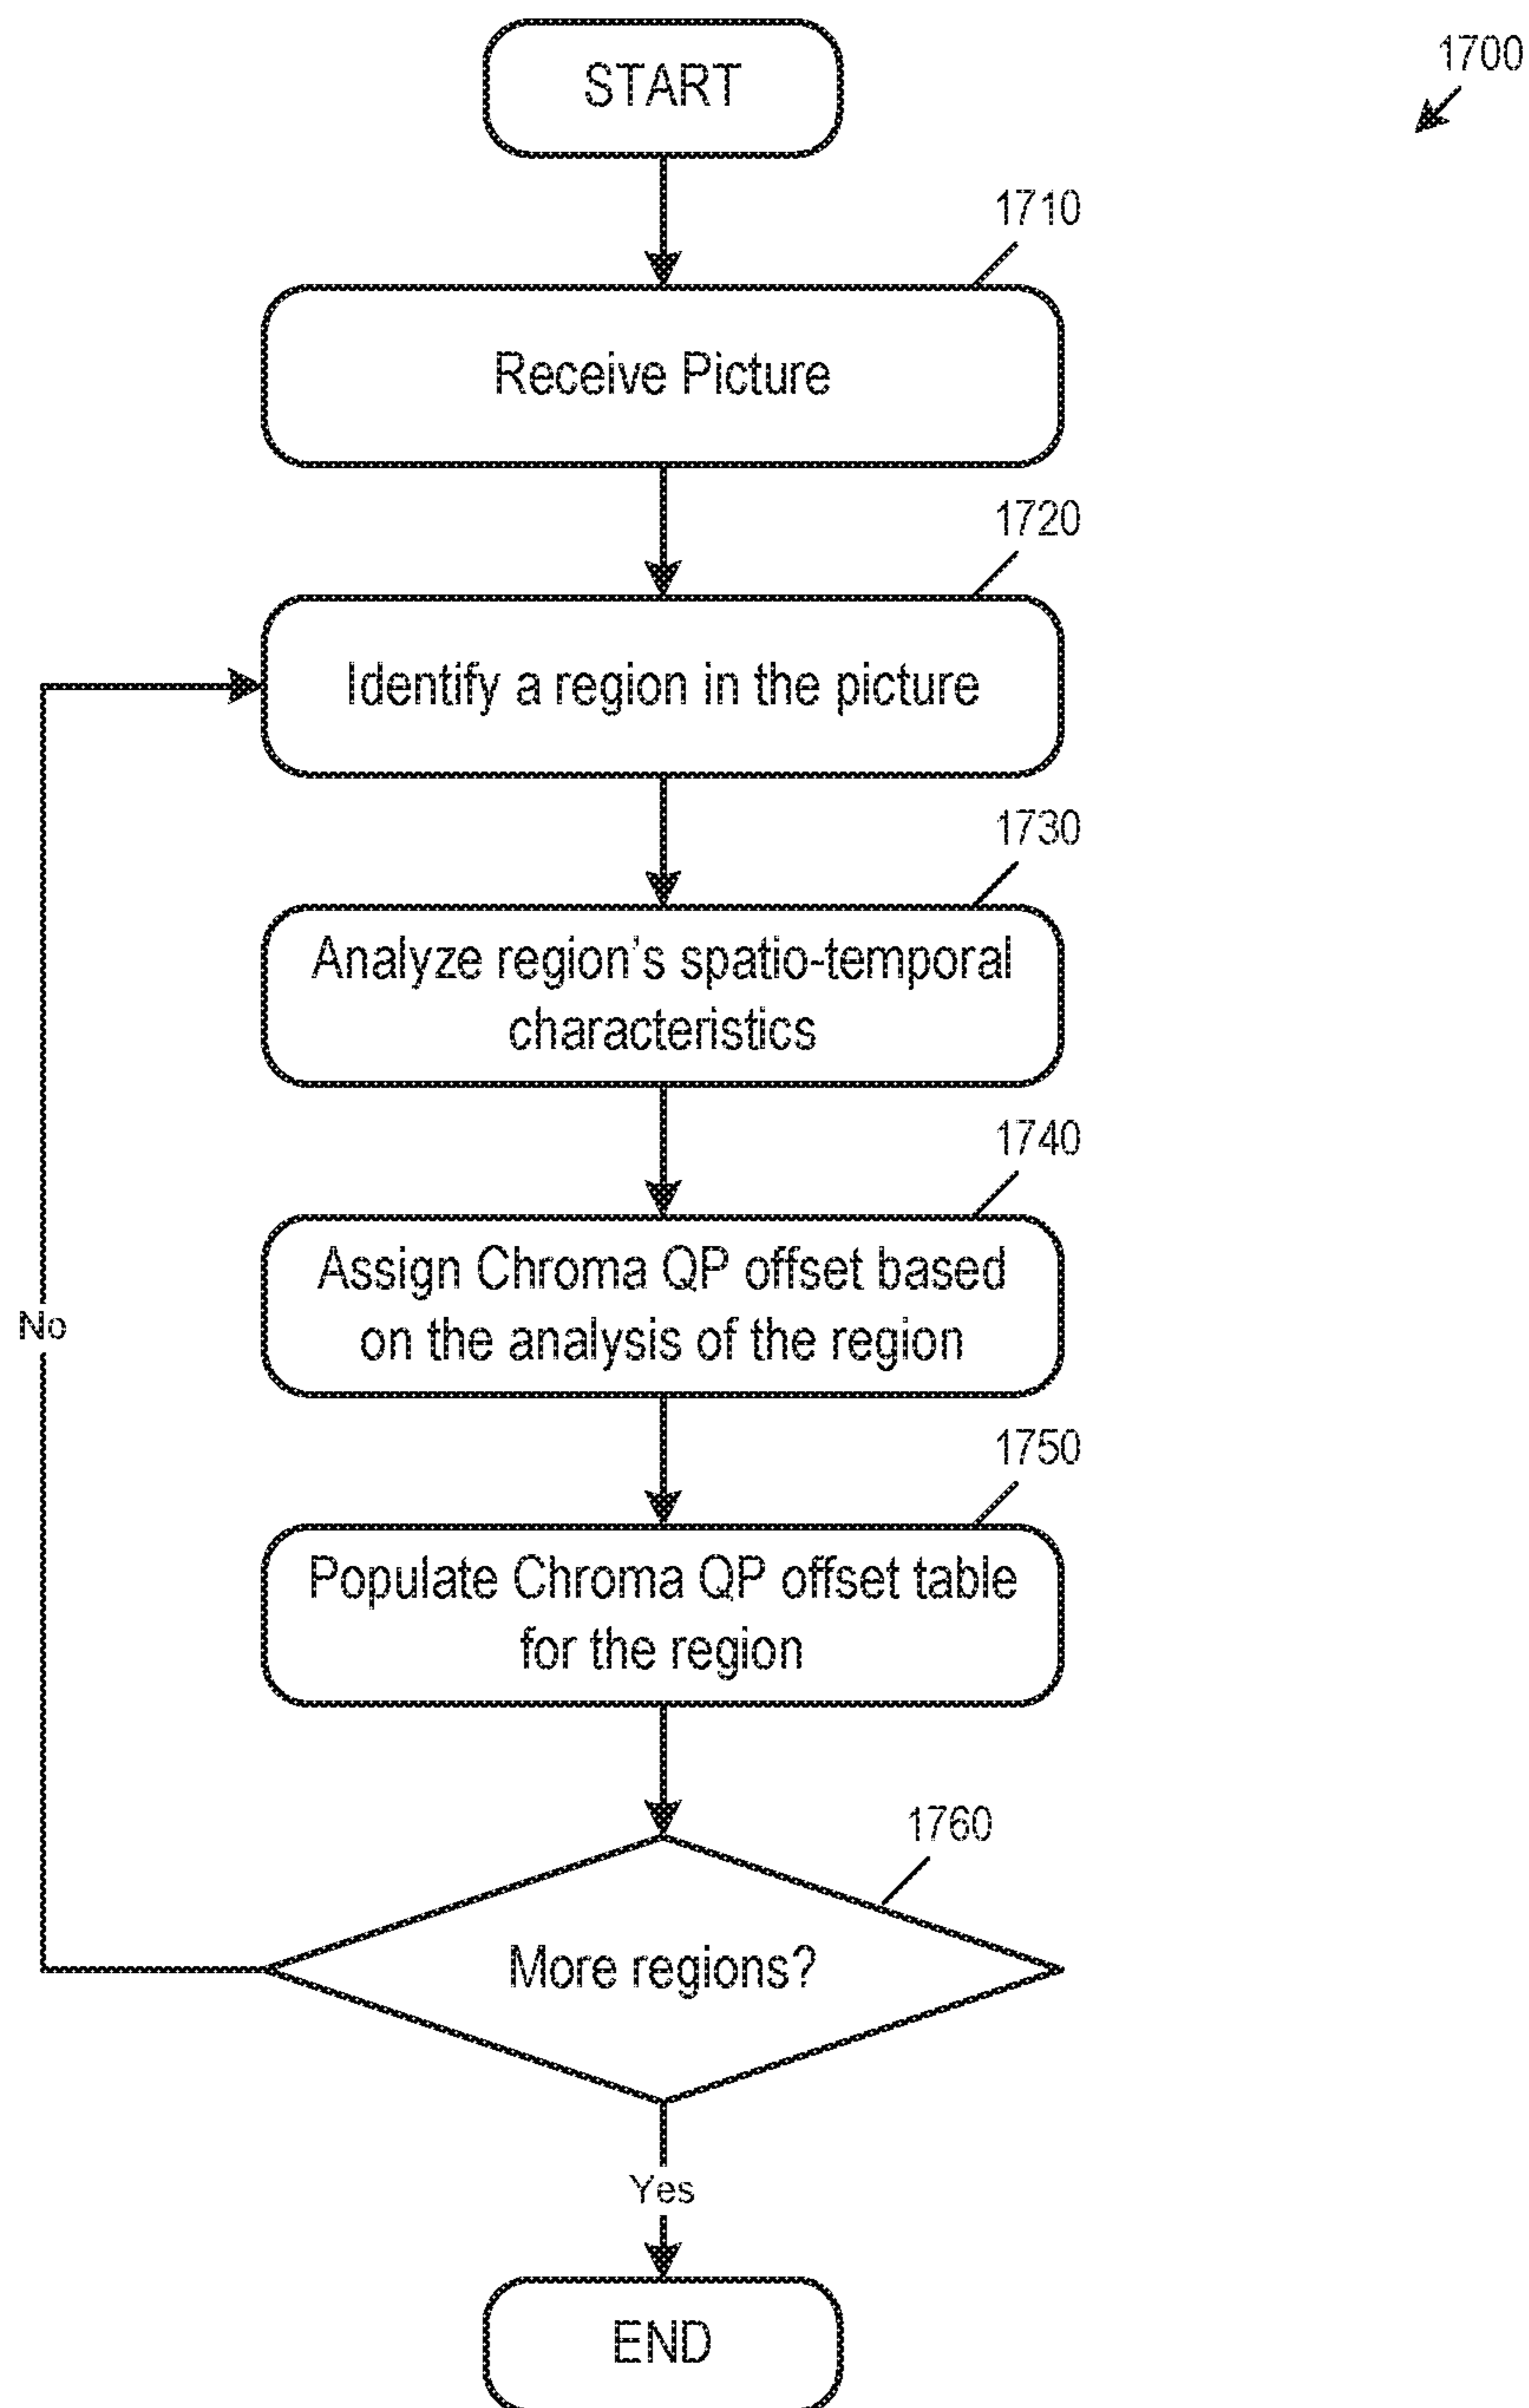 START
1700
1710
Receive Picture
1720
Identify a region in the picture
1730
Analyze region's spatio-temporal
characteristics
1740
Assign Chroma QP offset based
on the analysis of the region
No
1750
Populate Chroma QP offset table
for the region
1760
More regions?
Yes
END